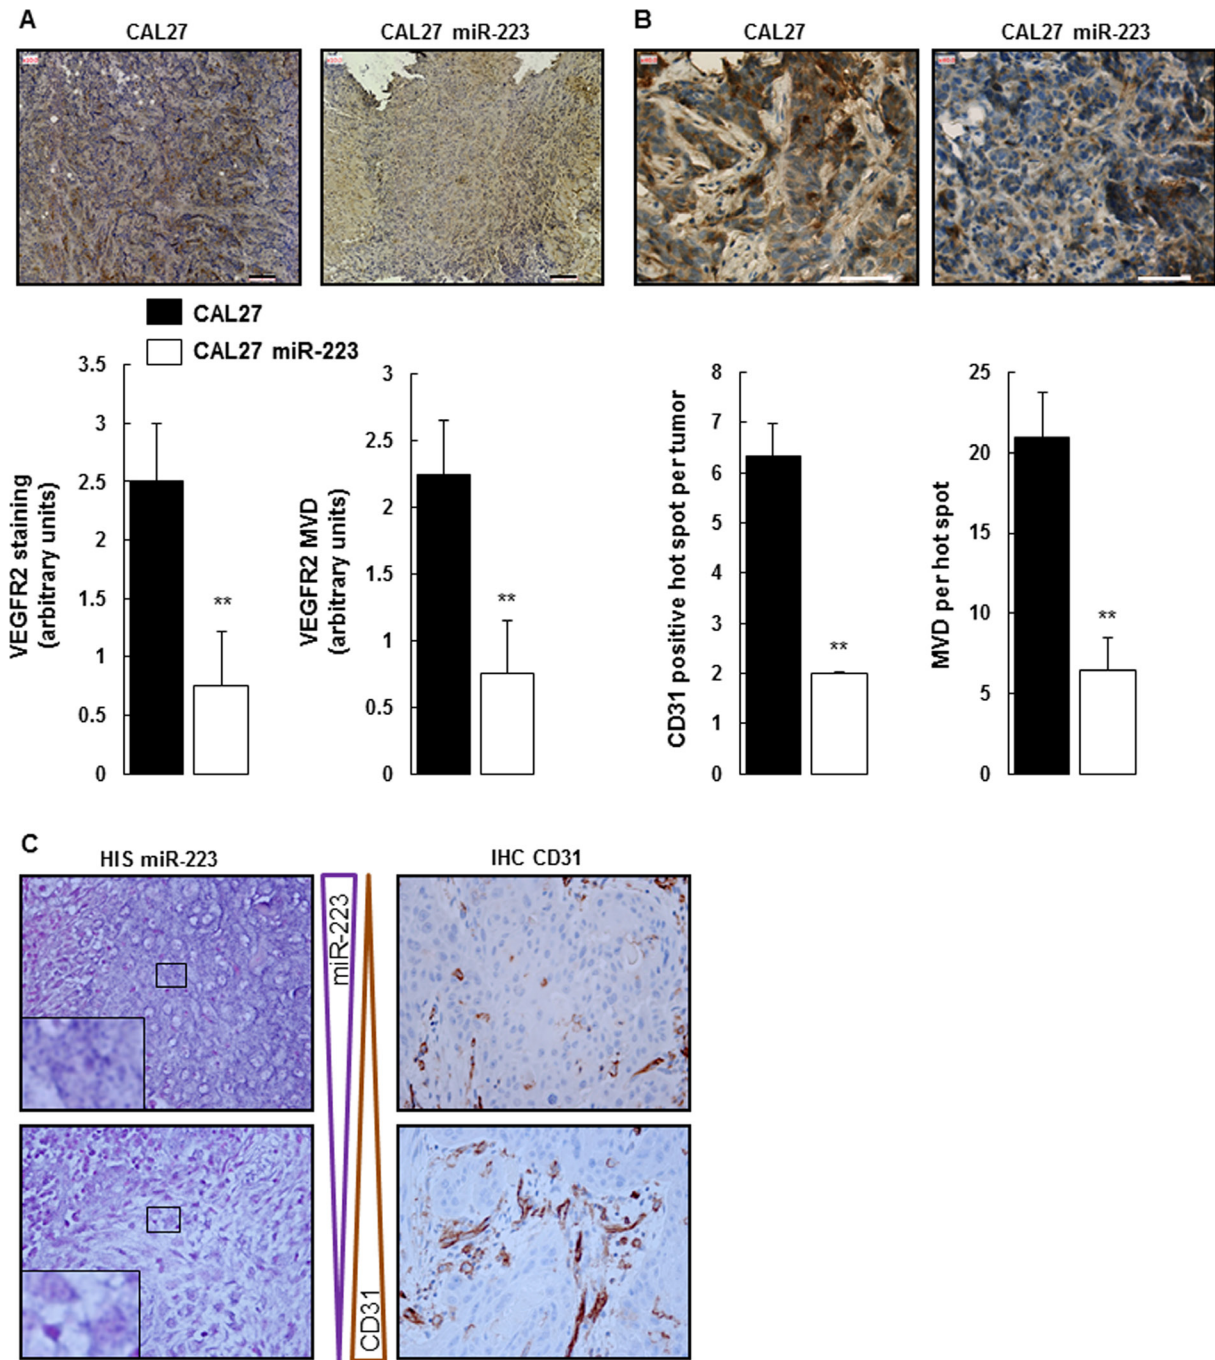 A
B
CAL27
CAL27 miR-223
CAL27
CAL27 miR-223
CAL27
CAL27 miR-223
VEGFR2 staining
(arbitrary units)
3.5
3
2.5
2
1.5
1
0.5
0
**
VEGFR2 MVD
(arbitrary units)
3
2.5
2
1.5
1
0.5
0
**
CD31 positive hot spot per tumor
8
7
6
5
4
3
2
1
0
**
MVD per hot spot
25
20
15
10
5
0
**
C
HIS miR-223
IHC CD31
miR-223
CD31